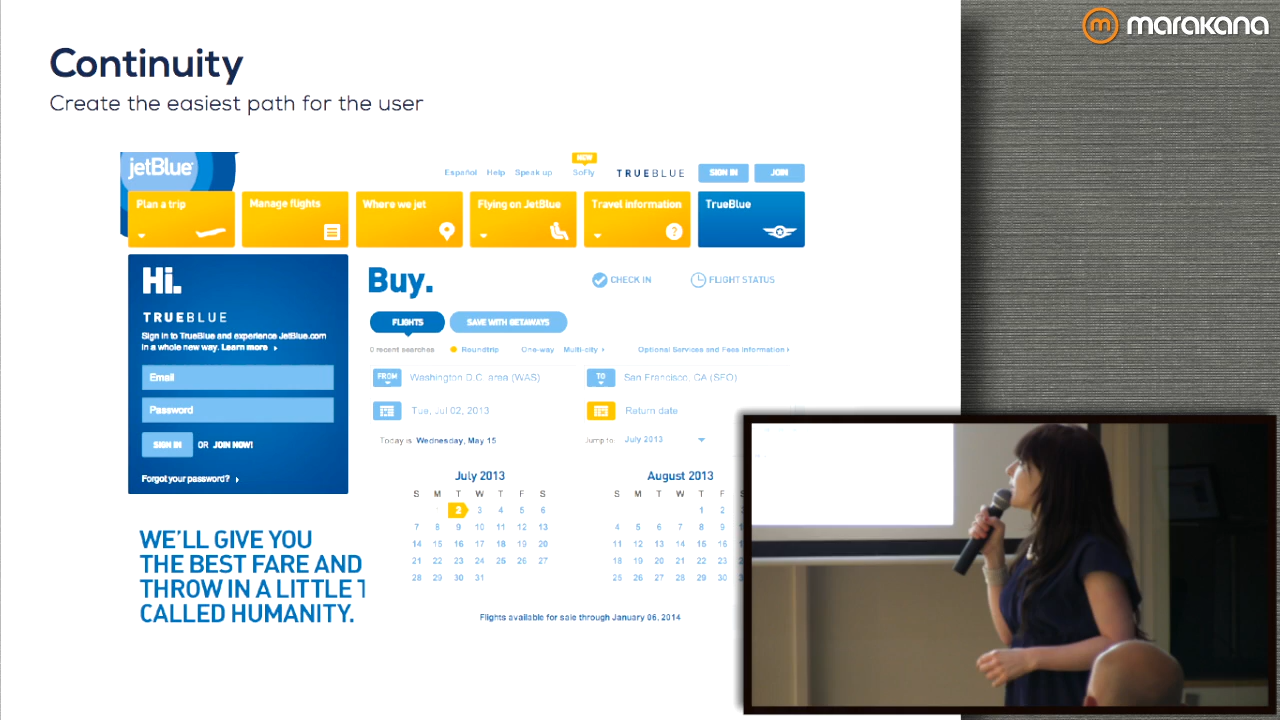 marakana
Continuity
Create the easiest path for the user
jetBlue
NEW
Español Help Speak up SoFly TRUEBLUE SIGN IN JOIN
Plan a trip Manage flights Where we jet Flying on JetBlue Travel information TrueBlue
Hi.
TRUEBLUE
Sign in to TrueBlue and experience JetBlue.com
in a whole new way. Learn more
Email
Password
SIGN IN OR JOIN NOW!
Forgot your password?
WE'LL GIVE YOU
THE BEST FARE AND
THROW IN A LITTLE
CALLED HUMANITY.
Buy.
CHECK IN FLIGHT STATUS
FLIGHTS SAVE WITH GETAWAYS
0 recent searches Roundtrip One-way Multi-city Optional Services and Fees Information
FROM Washington D.C. area (WAS) TO San Francisco, CA (SFO)
Tue, Jul 02, 2013 Return date
Today is Wednesday, May 15 Jump to: July 2013
July 2013 August 2013
S M T W T F S S M T W T F
1 2 3 4 5 6 1 2
7 8 9 10 11 12 13 4 5 6 7 8 9
14 15 16 17 18 19 20 11 12 13 14 15 16
21 22 23 24 25 26 27 18 19 20 21 22 23
28 29 30 31 25 26 27 28 29 30
Flights available for sale through January 06, 2014